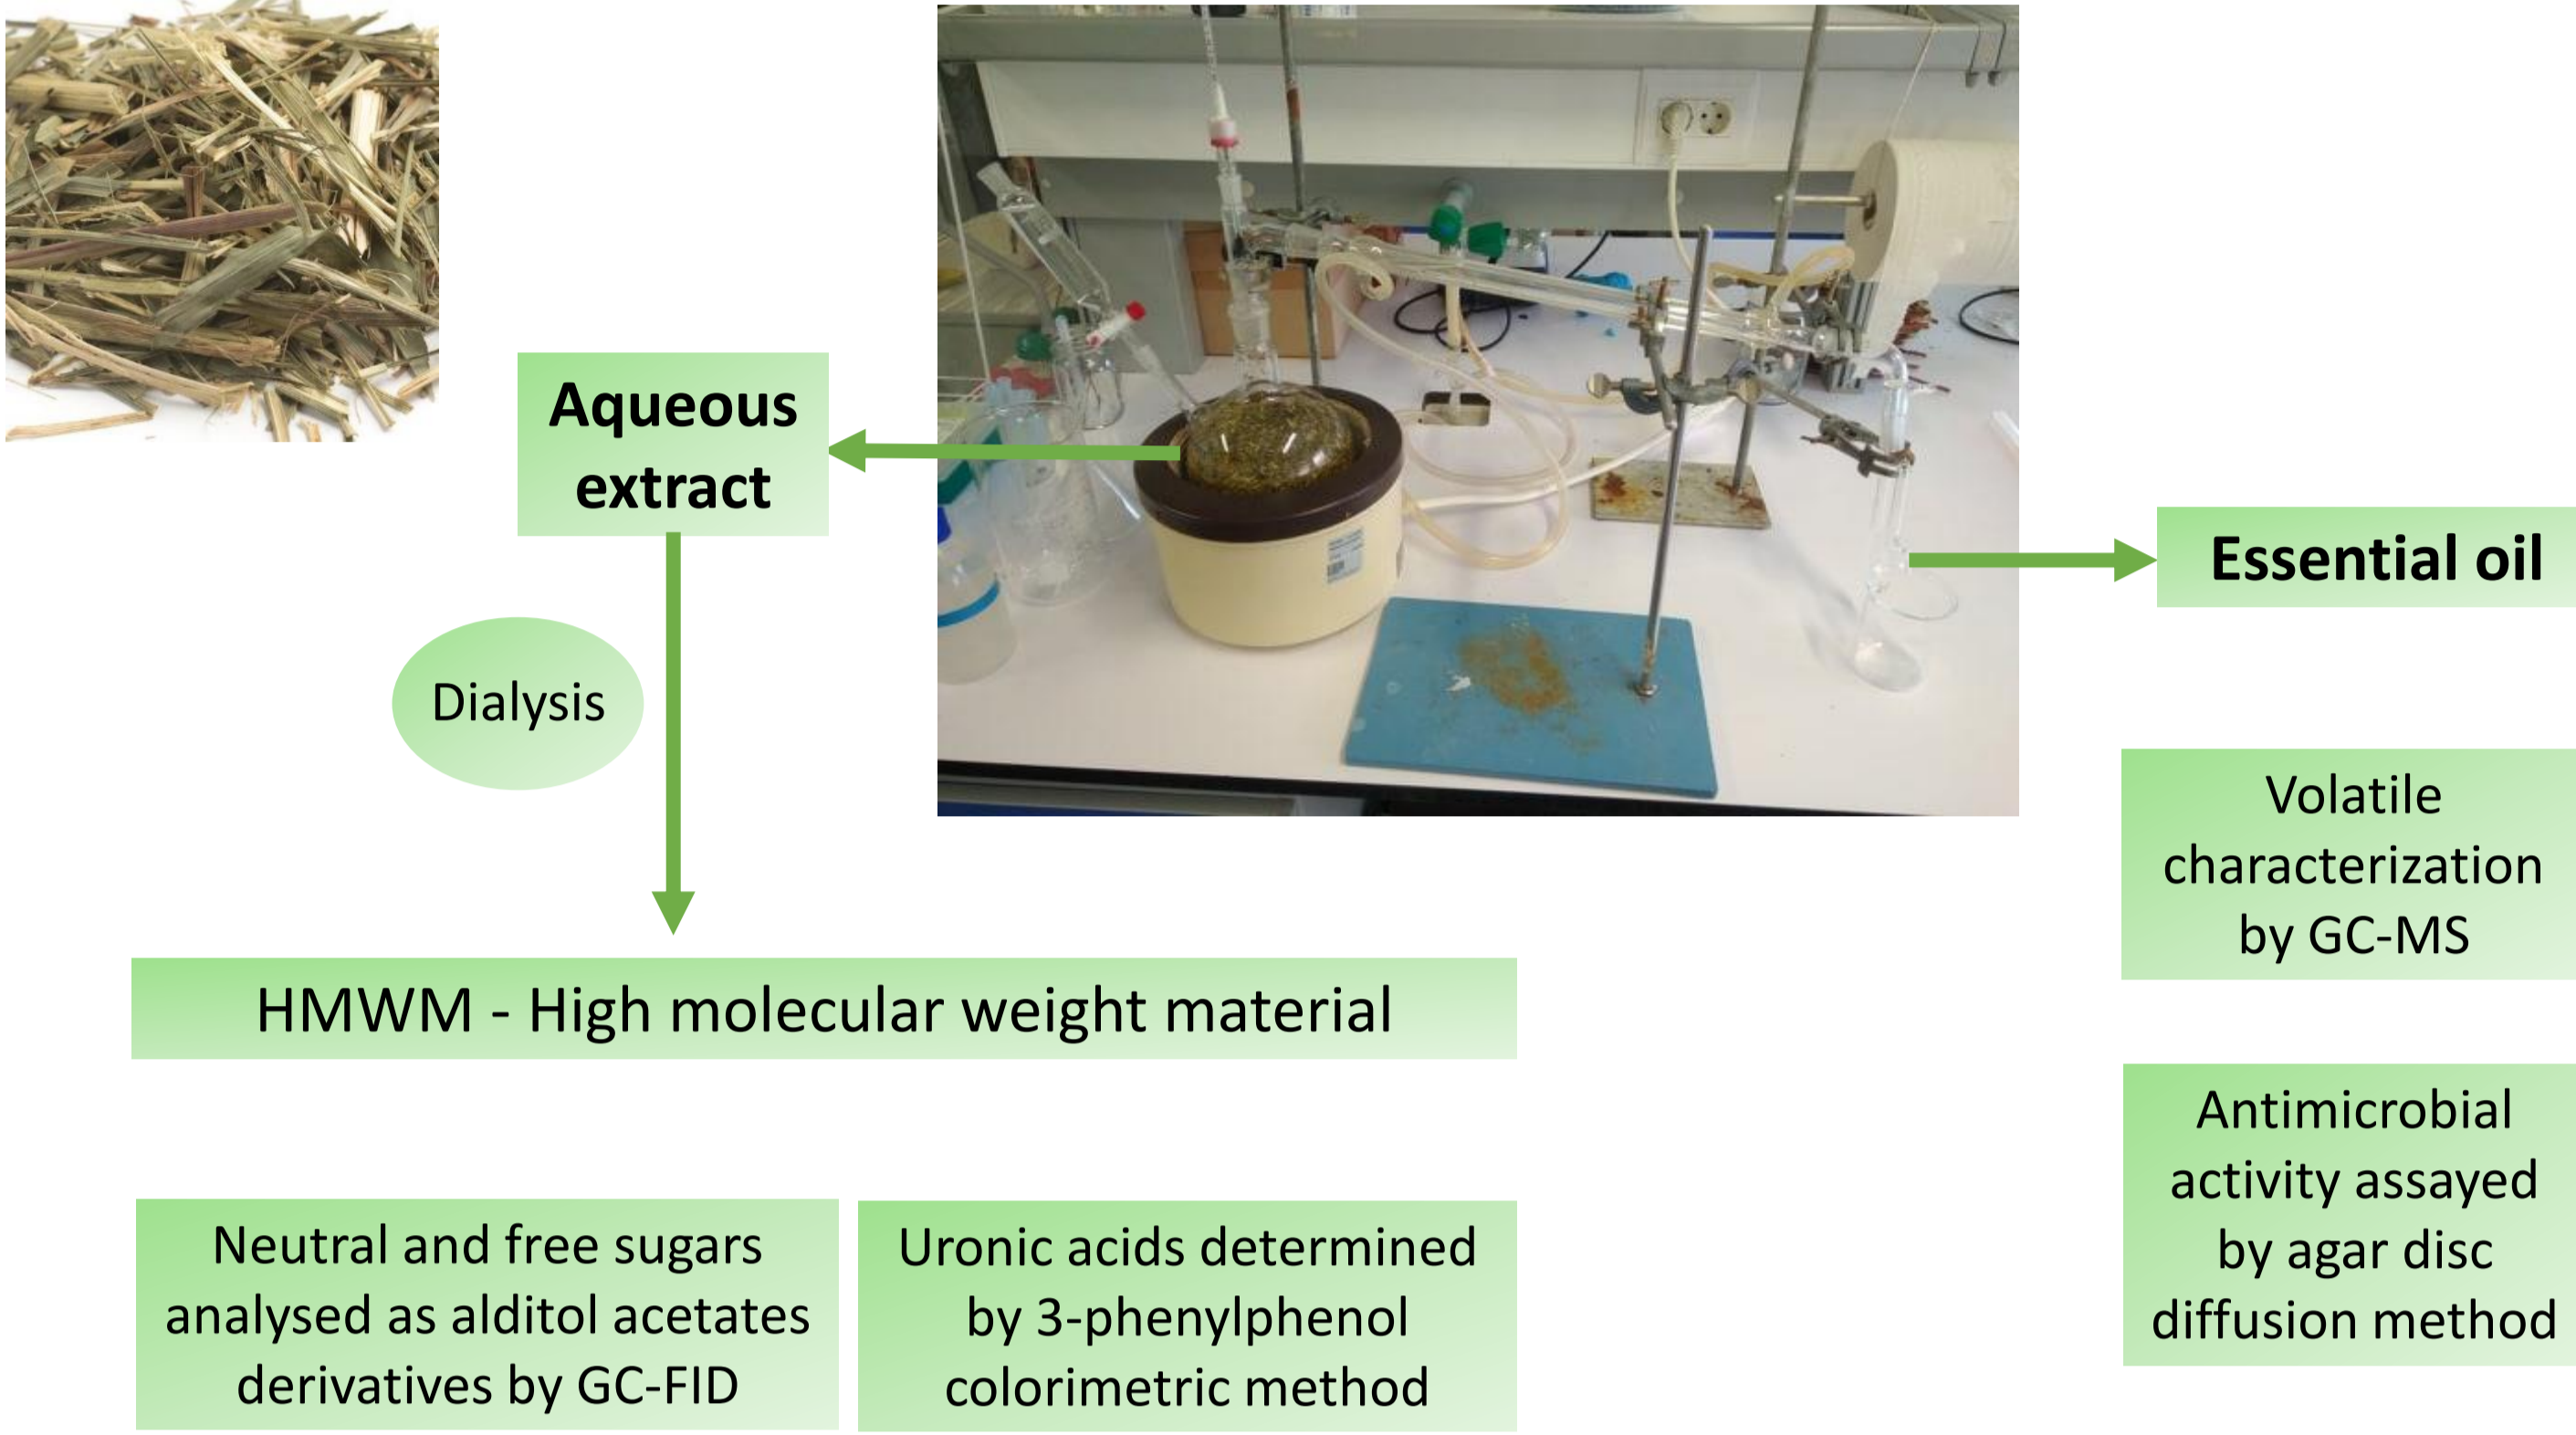 Aqueous
extract
Essential oil
Dialysis
Volatile
characterization
by GC-MS
HMWM - High molecular weight material
Antimicrobial
activity assayed
by agar disc
diffusion method
Neutral and free sugars
analysed as alditol acetates
derivatives by GC-FID
Uronic acids determined
by 3-phenylphenol
colorimetric method